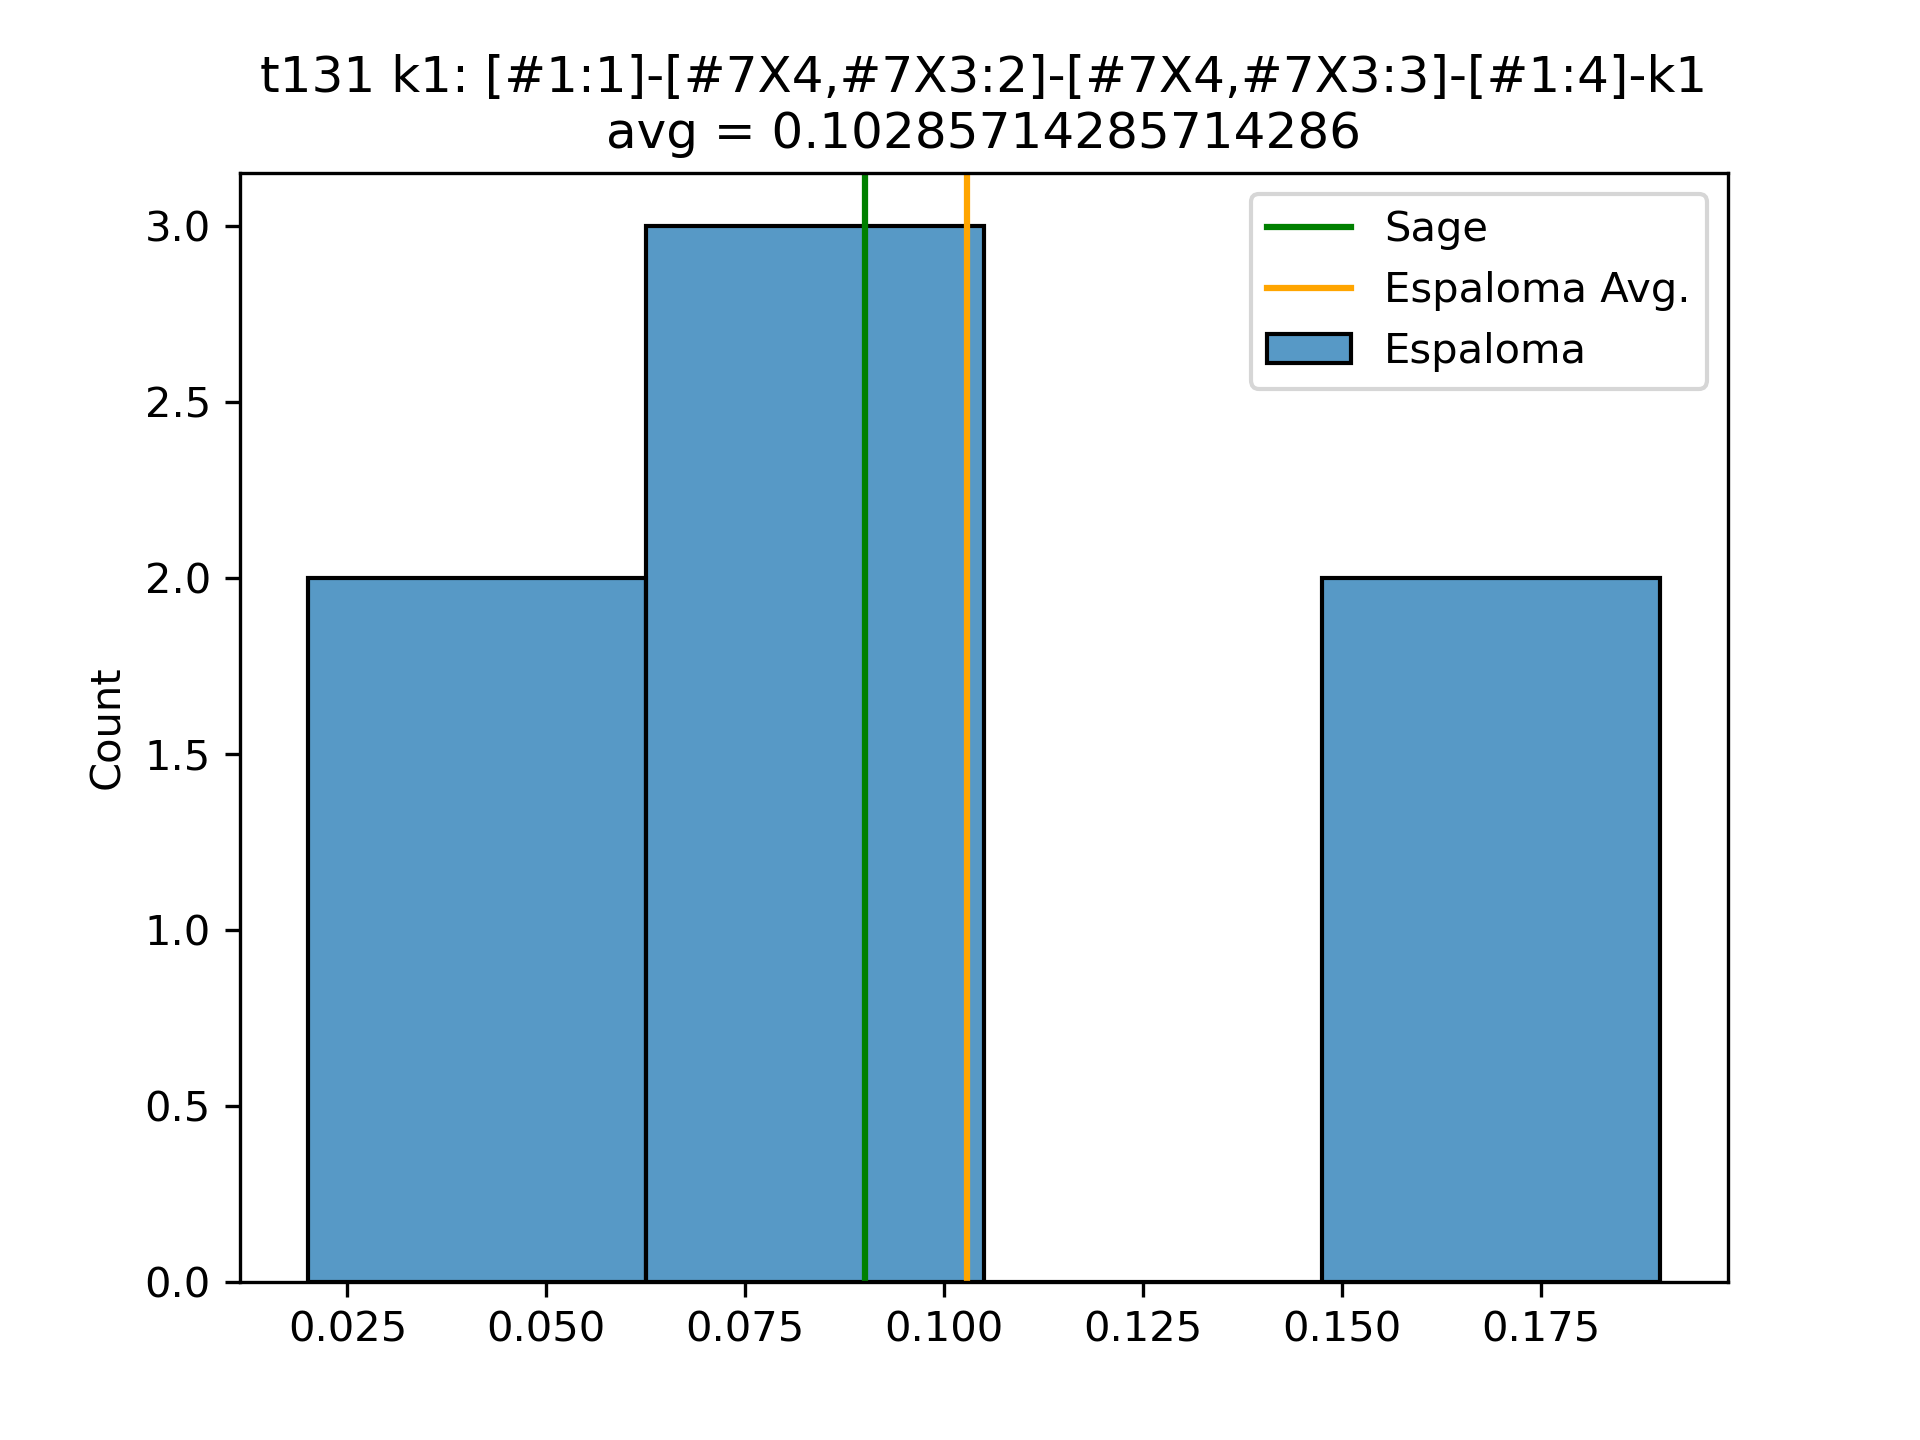 t131 k1: [#1:1]-[#7X4,#7X3:2]-[#7X4,#7X3:3]-[#1:4]-k1
avg = 0.10285714285714286
Sage
Espaloma Avg.
Espaloma
Count
3.0
2.5
2.0
1.5
1.0
0.5
0.0
0.025
0.050
0.075
0.100
0.125
0.150
0.175